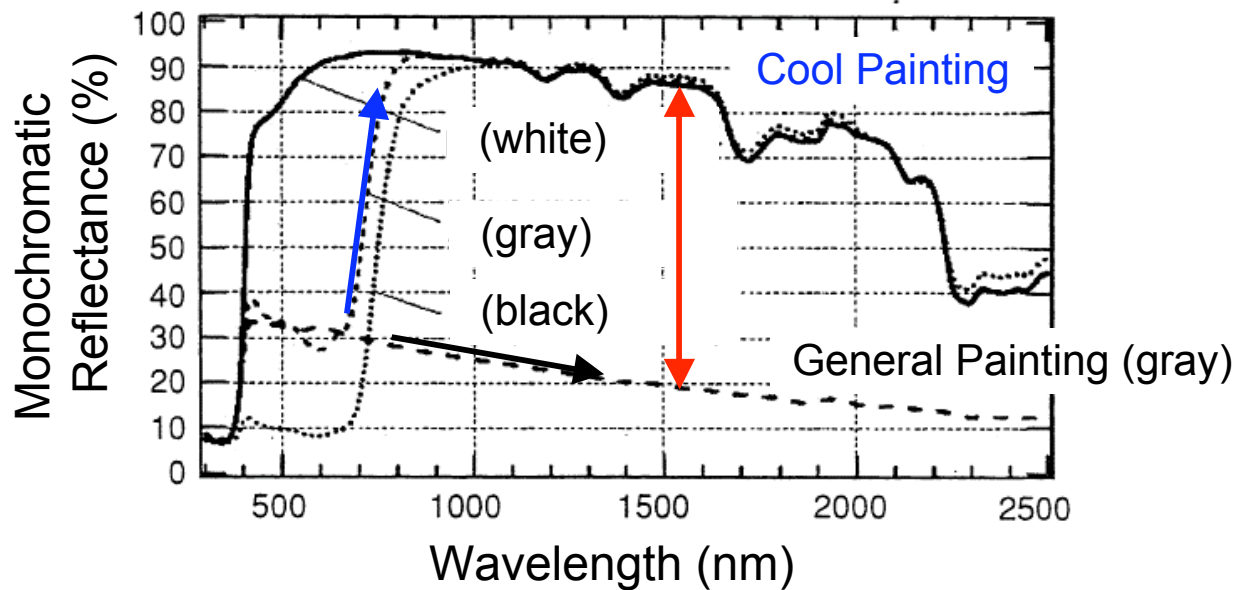 Monochromatic
Reflectance (%)
100
90
80
70
60
50
40
30
20
10
0
Cool Painting
(white)
(gray)
(black)
General Painting (gray)
500
1000
1500
2000
2500
Wavelength (nm)